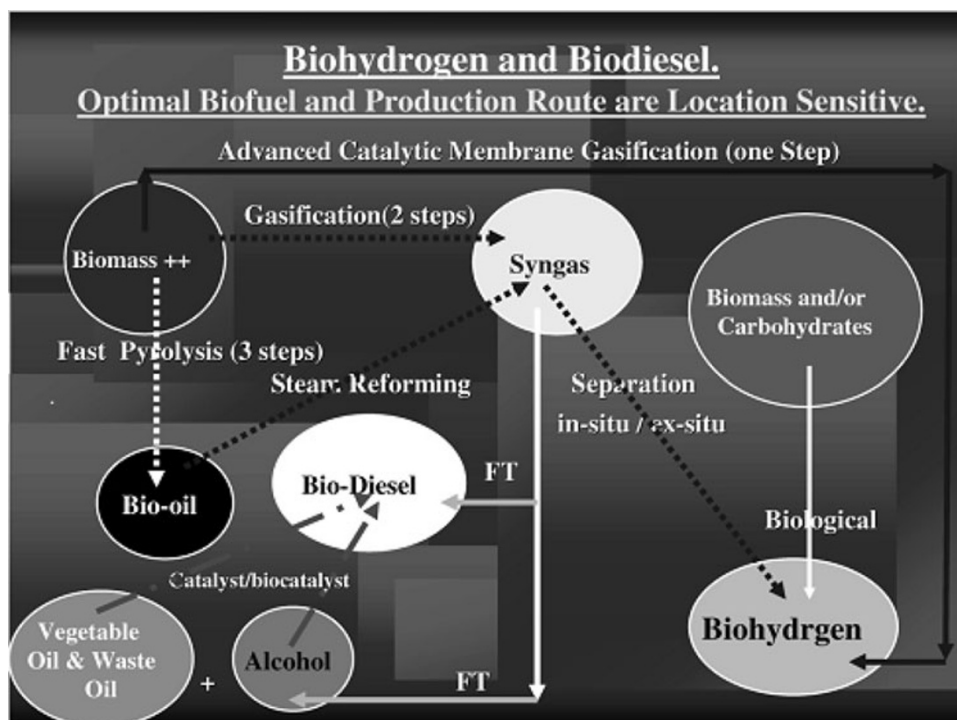 Biohydrogen and Biodiesel.
Optimal Biofuel and Production Route are Location Sensitive.
Advanced Catalytic Membrane Gasification (one Step)
Gasification(2 steps)
Biomass ++
Syngas
Biomass and/or
Carbohydrates
Fast Pyrolysis (3 steps)
Steam Reforming
Separation
in-situ / ex-situ
Bio-oil
Bio-Diesel
FT
Biological
Catalyst/biocatalyst
Vegetable
Oil & Waste
Oil
+
Alcohol
Biohydrgen
FT